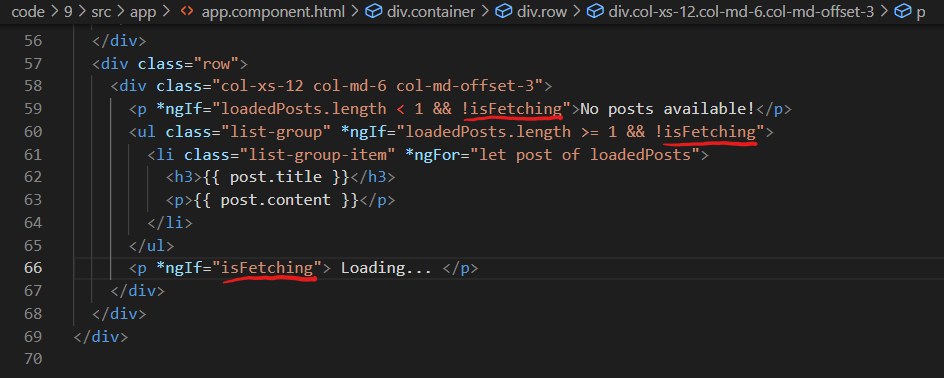 code > 9 > src > app > <> app.component.html > div.container > div.row > div.col-xs-12.col-md-6.col-md-offset-3 > p
56 </div>
57 <div class="row">
58 <div class="col-xs-12 col-md-6 col-md-offset-3">
59 <p *ngIf="loadedPosts.length < 1 && !isFetching">No posts available!</p>
60 <ul class="list-group" *ngIf="loadedPosts.length >= 1 && !isFetching">
61 <li class="list-group-item" *ngFor="let post of loadedPosts">
62 <h3>{{ post.title }}</h3>
63 <p>{{ post.content }}</p>
64 </li>
65 </ul>
66 <p *ngIf="isFetching"> Loading... </p>
67 </div>
68 </div>
69 </div>
70